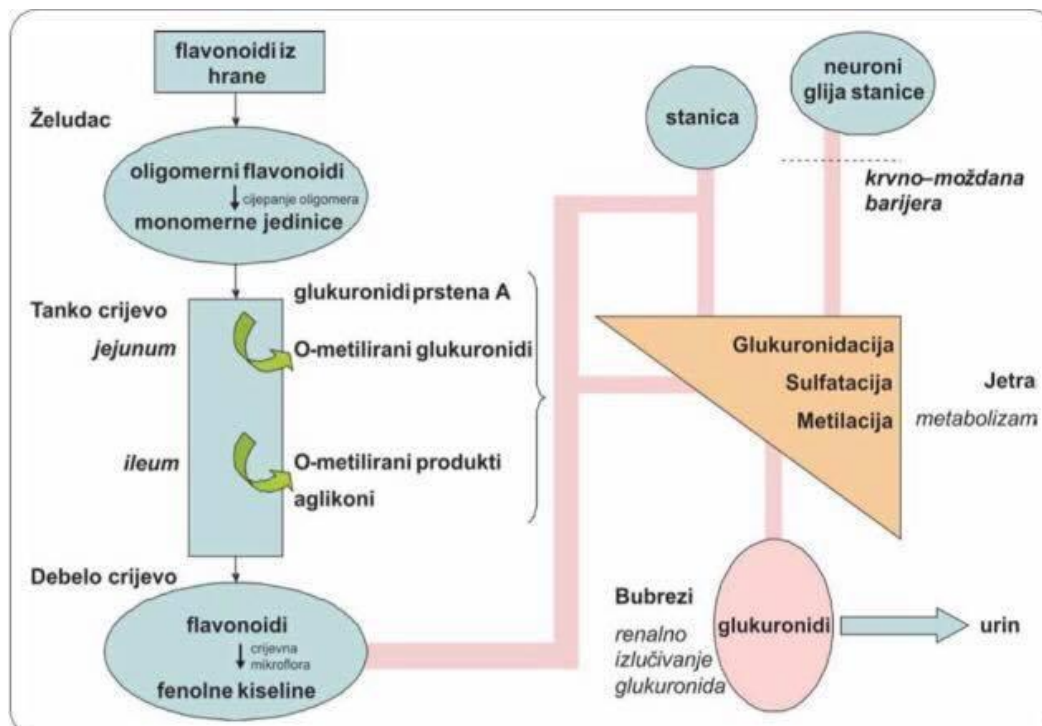 flavonoidi iz
hrane
Želudac
oligomerni flavonoidi
cijepanje oligomera
monomerne jedinice
Tanko crijevo
jejunum
glukuronidi prstena A
O-metilirani glukuronidi
ileum
O-metilirani produkti
aglikoni
Debelo crijevo
flavonoidi
crijevna
mikroflora
fenolne kiseline
stanica
neuroni
glija stanice
krvno–moždana
barijera
Glukuronidacija
Sulfatacija
Metilacija
Jetra
metabolizam
Bubrezi
renalno
izlučivanje
glukuronida
glukuronidi
urin